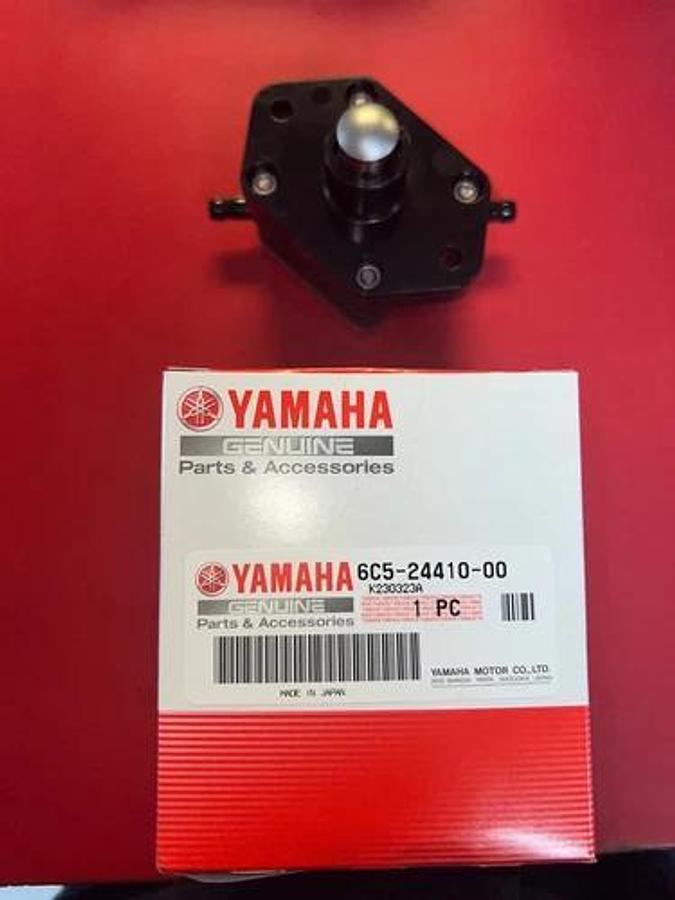 YAMAHA
GENUINE
Parts & Accessories
YAMAHA 6C5-24410-00
K230323A
GENUINE
1 PC
Parts & Accessories
YAMAHA MOTOR CO.,LTD.
MADE IN JAPAN